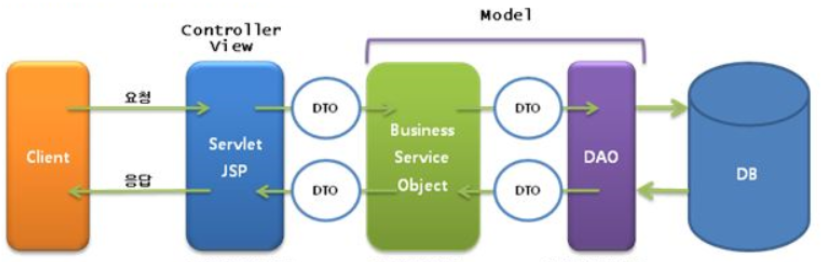 Model
Controller
View
Client
요청
응답
Servlet
JSP
DTO
DTO
Business
Service
Object
DTO
DTO
DAO
DB